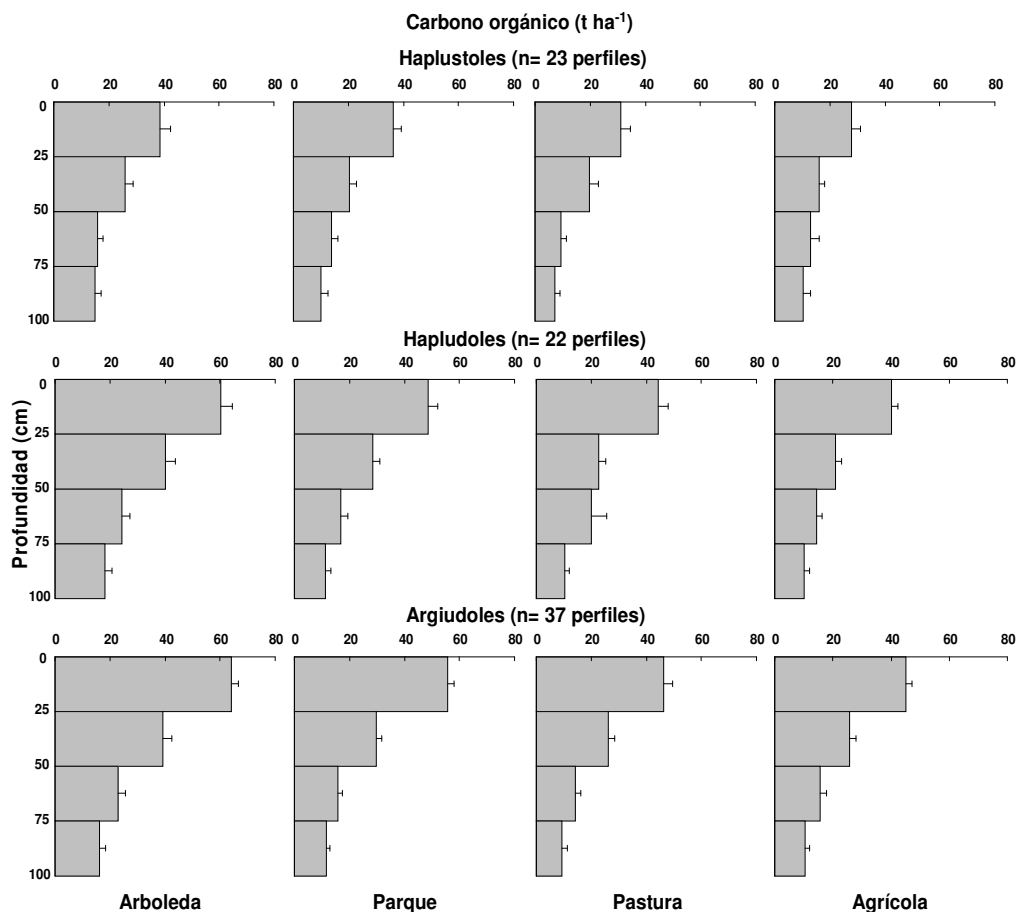 Carbono orgánico (t ha-1)
Haplustoles (n= 23 perfiles)
0 20 40 60 80 0 20 40 60 80 0 20 40 60 80 0 20 40 60 80
0
25
50
75
100
Hapludoles (n= 22 perfiles)
0 20 40 60 80 0 20 40 60 80 0 20 40 60 80 0 20 40 60 80
0
25
50
75
100
Profundidad (cm)
Argiudoles (n= 37 perfiles)
0 20 40 60 80 0 20 40 60 80 0 20 40 60 80 0 20 40 60 80
0
25
50
75
100
Arboleda Parque Pastura Agrícola